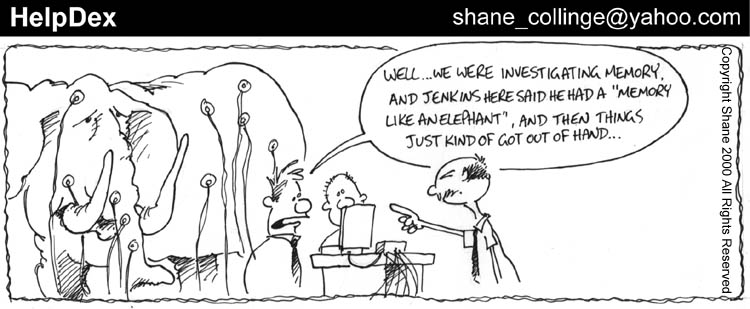 HelpDex
shane_collinge@yahoo.com
WELL...WE WERE INVESTIGATING MEMORY,
AND JENKINS HERE SAID HE HAD A "MEMORY
LIKE AN ELEPHANT", AND THEN THINGS
JUST KIND OF GOT OUT OF HAND...
Copyright Shane 2000 All Rights Reserved